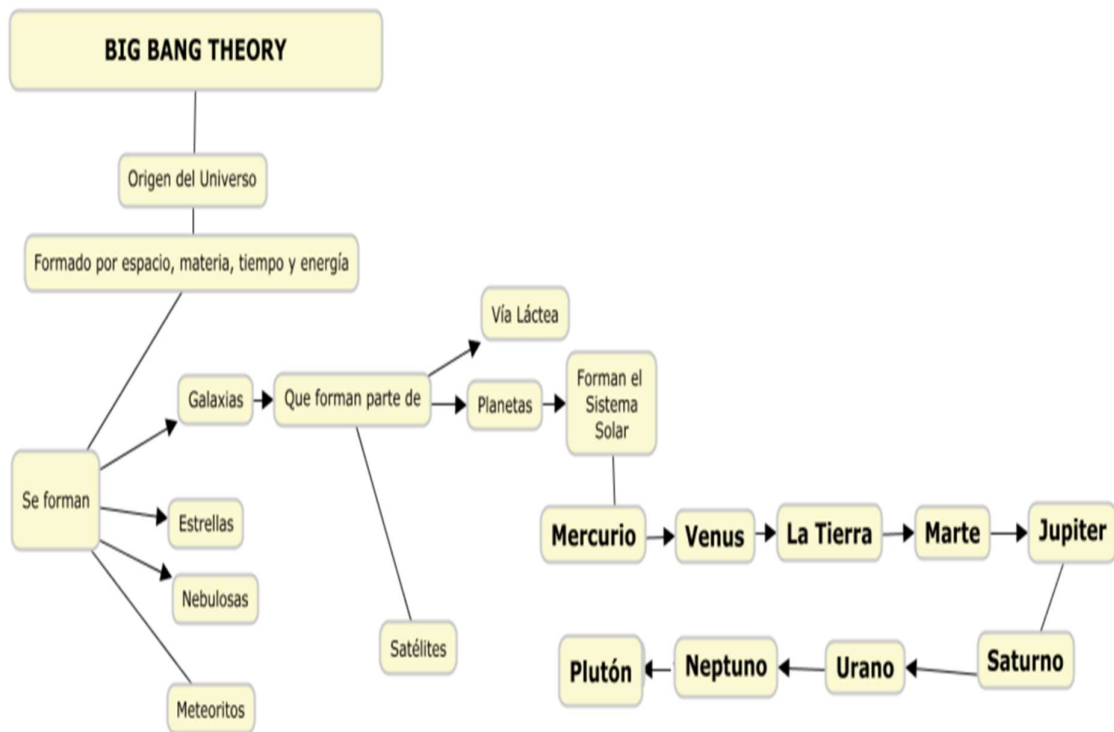 BIG BANG THEORY
Origen del Universo
Formado por espacio, materia, tiempo y energía
Se forman
Galaxias
Estrellas
Nebulosas
Meteoritos
Que forman parte de
Vía Láctea
Planetas
Satélites
Forman el
Sistema
Solar
Mercurio
Venus
La Tierra
Marte
Jupiter
Saturno
Urano
Neptuno
Plutón